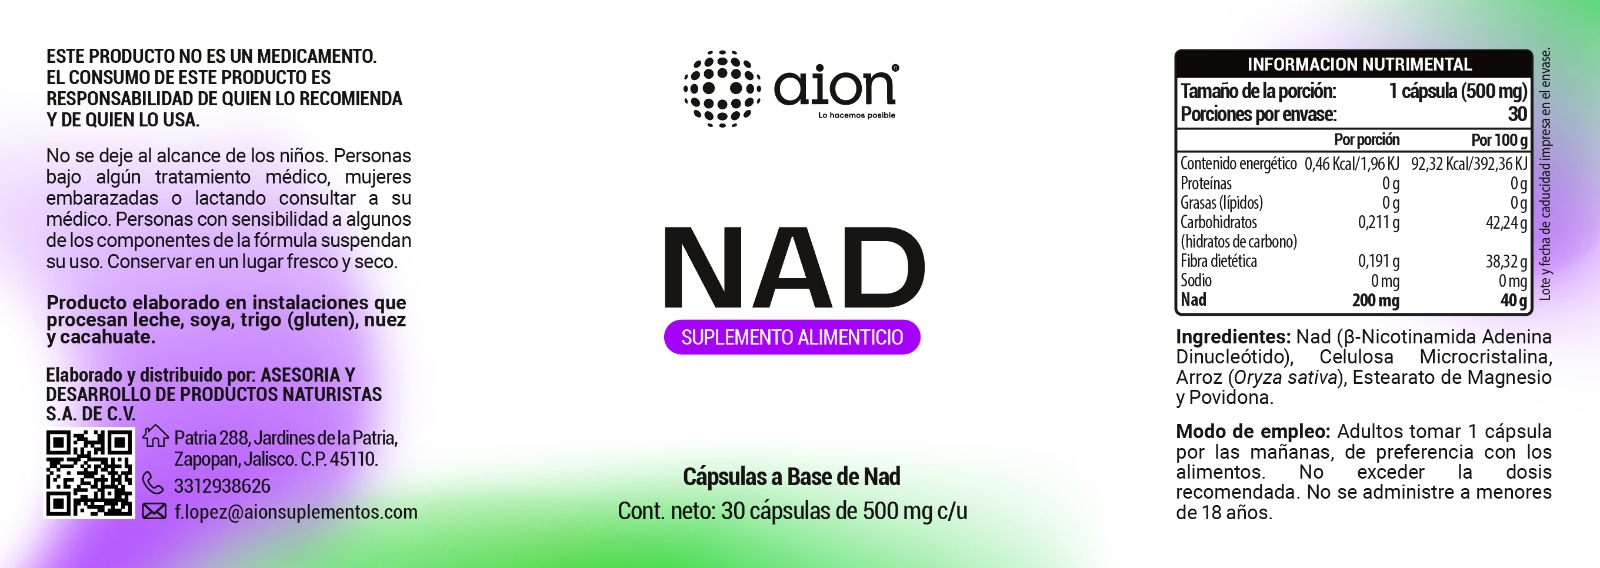 ESTE PRODUCTO NO ES UN MEDICAMENTO.
EL CONSUMO DE ESTE PRODUCTO ES
RESPONSABILIDAD DE QUIEN LO RECOMIENDA
Y DE QUIEN LO USA.
No se deje al alcance de los niños. Personas
bajo algún tratamiento médico, mujeres
embarazadas o lactando consultar a su
médico. Personas con sensibilidad a algunos
de los componentes de la fórmula suspendan
su uso. Conservar en un lugar fresco y seco.
Producto elaborado en instalaciones que
procesan leche, soya, trigo (gluten), nuez
y cacahuate.
Elaborado y distribuido por: ASESORIA Y
DESARROLLO DE PRODUCTOS NATURISTAS
S.A. DE C.V.
Patria 288, Jardines de la Patria,
Zapopan, Jalisco. C.P. 45110.
3312938626
f.lopez@aionsuplementos.com
aion
Lo hacemos posible
NAD
SUPLEMENTO ALIMENTICIO
Cápsulas a Base de Nad
Cont. neto: 30 cápsulas de 500 mg c/u
INFORMACION NUTRIMENTAL
Tamaño de la porción: 1 cápsula (500 mg)
Porciones por envase: 30
Por porción Por 100 g
Contenido energético 0,46 Kcal/1,96 KJ 92,32 Kcal/392,36 KJ
Proteínas 0 g 0 g
Grasas (lípidos) 0 g 0 g
Carbohidratos 0,211 g 42,24 g
(hidratos de carbono)
Fibra dietética 0,191 g 38,32 g
Sodio 0 mg 0 mg
Nad 200 mg 40 g
Lote y fecha de caducidad impresa en el envase.
Ingredientes: Nad (β-Nicotinamida Adenina
Dinucleótido), Celulosa Microcristalina,
Arroz (Oryza sativa), Estearato de Magnesio
y Povidona.
Modo de empleo: Adultos tomar 1 cápsula
por las mañanas, de preferencia con los
alimentos. No exceder la dosis
recomendada. No se administre a menores
de 18 años.